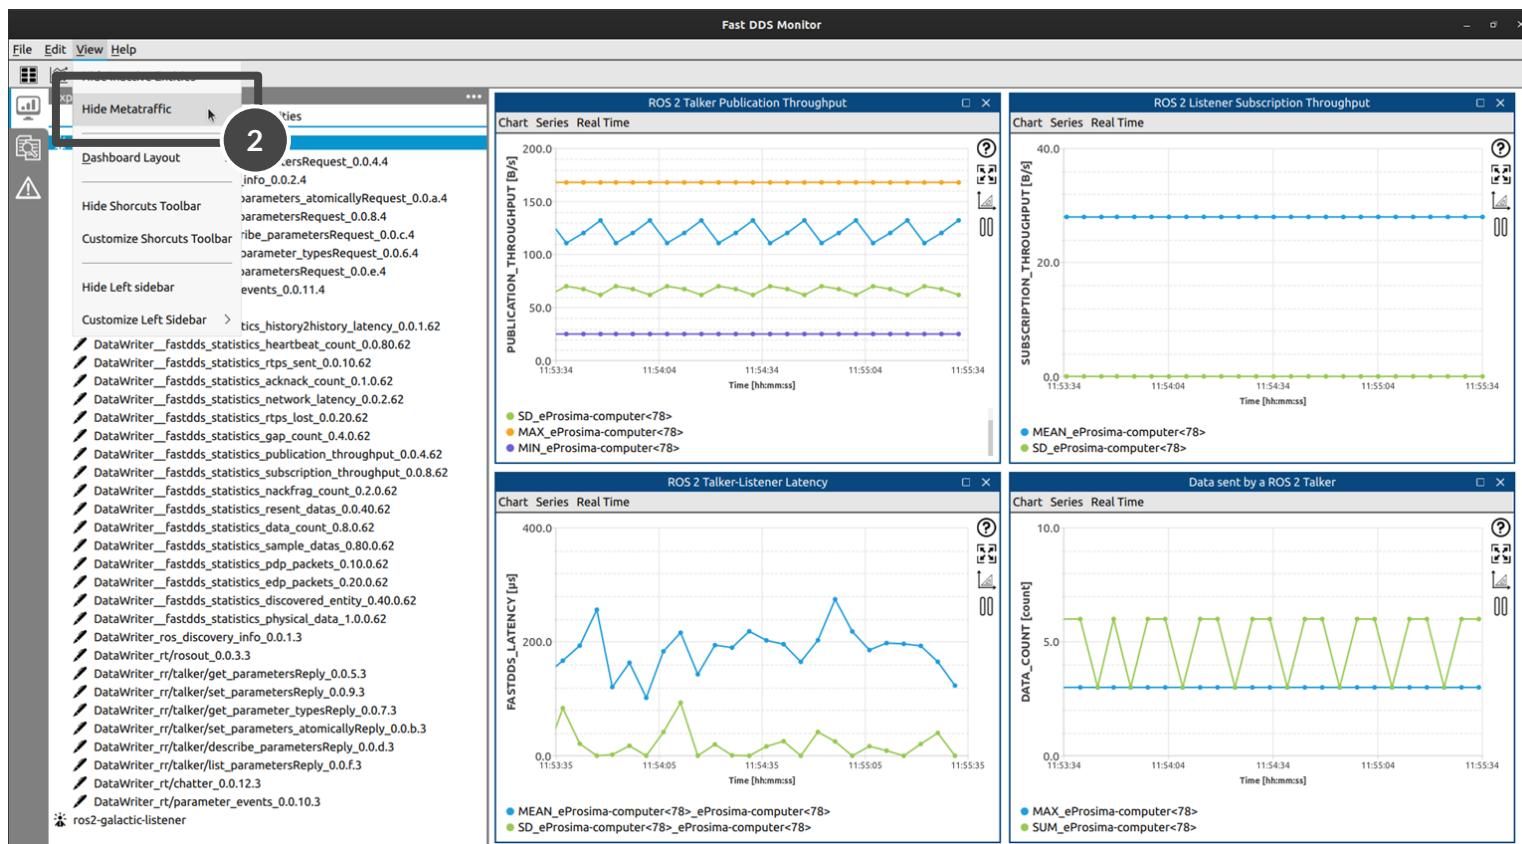 Fast DDS Monitor
File Edit View Help
Hide Metatraffic
2
Dashboard Layout
Hide Shorcuts Toolbar
Customize Shorcuts Toolbar
Hide Left sidebar
Customize Left Sidebar
tersRequest_0.0.4.4
info_0.0.2.4
parameters_atomicallyRequest_0.0.a.4
parametersRequest_0.0.8.4
ribe_parametersRequest_0.0.c.4
parameter_typesRequest_0.0.6.4
parametersRequest_0.0.e.4
events_0.0.11.4
tics_history2history_latency_0.0.1.62
DataWriter__fastdds_statistics_heartbeat_count_0.0.80.62
DataWriter__fastdds_statistics_rtps_sent_0.0.10.62
DataWriter__fastdds_statistics_acknack_count_0.1.0.62
DataWriter__fastdds_statistics_network_latency_0.0.2.62
DataWriter__fastdds_statistics_rtps_lost_0.0.20.62
DataWriter__fastdds_statistics_gap_count_0.4.0.62
DataWriter__fastdds_statistics_publication_throughput_0.0.4.62
DataWriter__fastdds_statistics_subscription_throughput_0.0.8.62
DataWriter__fastdds_statistics_nackfrag_count_0.2.0.62
DataWriter__fastdds_statistics_resent_datas_0.0.40.62
DataWriter__fastdds_statistics_data_count_0.8.0.62
DataWriter__fastdds_statistics_sample_datas_0.80.0.62
DataWriter__fastdds_statistics_pdp_packets_0.10.0.62
DataWriter__fastdds_statistics_edp_packets_0.20.0.62
DataWriter__fastdds_statistics_discovered_entity_0.40.0.62
DataWriter__fastdds_statistics_physical_data_1.0.0.62
DataWriter_ros_discovery_info_0.0.1.3
DataWriter_rt/rosout_0.0.3.3
DataWriter_rr/talker/get_parametersReply_0.0.5.3
DataWriter_rr/talker/set_parametersReply_0.0.9.3
DataWriter_rr/talker/get_parameter_typesReply_0.0.7.3
DataWriter_rr/talker/set_parameters_atomicallyReply_0.0.b.3
DataWriter_rr/talker/describe_parametersReply_0.0.d.3
DataWriter_rr/talker/list_parametersReply_0.0.f.3
DataWriter_rt/chatter_0.0.12.3
DataWriter_rt/parameter_events_0.0.10.3
ros2-galactic-listener
ROS 2 Talker Publication Throughput
Chart Series Real Time
PUBLICATION_THROUGHPUT [B/s]
200.0
150.0
100.0
50.0
0.0
11:53:34 11:54:04 11:54:34 11:55:04 11:55:34
Time [hh:mm:ss]
SD_eProsima-computer<78>
MAX_eProsima-computer<78>
MIN_eProsima-computer<78>
ROS 2 Listener Subscription Throughput
Chart Series Real Time
SUBSCRIPTION_THROUGHPUT [B/s]
40.0
20.0
0.0
11:53:34 11:54:04 11:54:34 11:55:04 11:55:34
Time [hh:mm:ss]
MEAN_eProsima-computer<78>
SD_eProsima-computer<78>
ROS 2 Talker-Listener Latency
Chart Series Real Time
FASTDDS_LATENCY [µs]
400.0
200.0
0.0
11:53:35 11:54:05 11:54:35 11:55:05 11:55:35
Time [hh:mm:ss]
MEAN_eProsima-computer<78>_eProsima-computer<78>
SD_eProsima-computer<78>_eProsima-computer<78>
Data sent by a ROS 2 Talker
Chart Series Real Time
DATA_COUNT [count]
10.0
5.0
0.0
11:53:34 11:54:04 11:54:34 11:55:04 11:55:34
Time [hh:mm:ss]
MAX_eProsima-computer<78>
SUM_eProsima-computer<78>